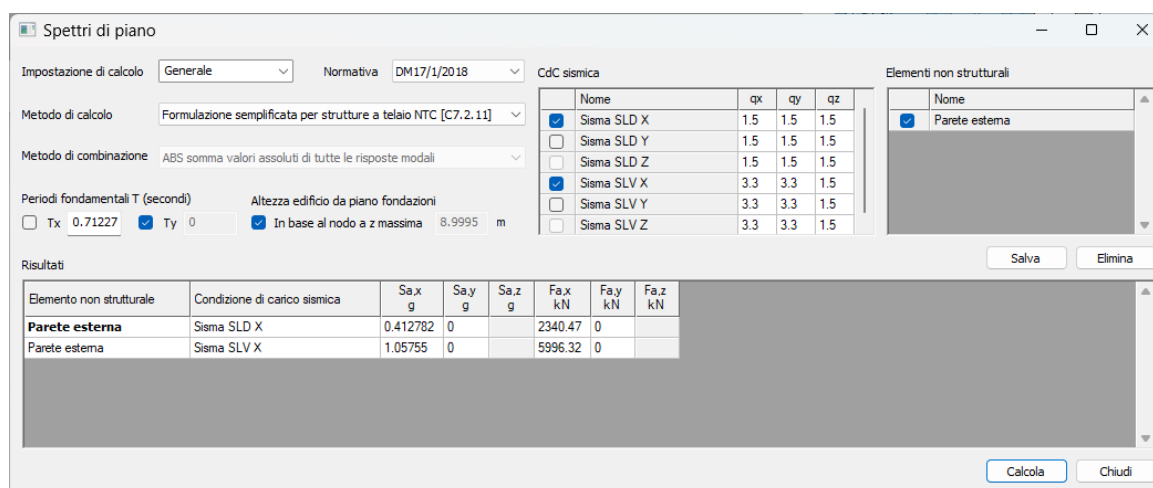 Spettri di piano
Impostazione di calcolo Generale Normativa DM17/1/2018 CdC sismica Elementi non strutturali
Nome qx qy qz Nome
Metodo di calcolo Formulazione semplificata per strutture a telaio NTC [C7.2.11] Sisma SLD X 1.5 1.5 1.5 Parete esterna
Sisma SLD Y 1.5 1.5 1.5
Metodo di combinazione ABS somma valori assoluti di tutte le risposte modali Sisma SLD Z 1.5 1.5 1.5
Sisma SLV X 3.3 3.3 1.5
Periodi fondamentali T (secondi) Altezza edificio da piano fondazioni Sisma SLV Y 3.3 3.3 1.5
Tx 0.71227 Ty 0 In base al nodo a z massima 8.9995 m Sisma SLV Z 3.3 3.3 1.5
Salva Elimina
Risultati
Elemento non strutturale Condizione di carico sismica Sa,x g Sa,y g Sa,z g Fa,x kN Fa,y kN Fa,z kN
Parete esterna Sisma SLD X 0.412782 0 2340.47 0
Parete esterna Sisma SLV X 1.05755 0 5996.32 0
Calcola Chiudi